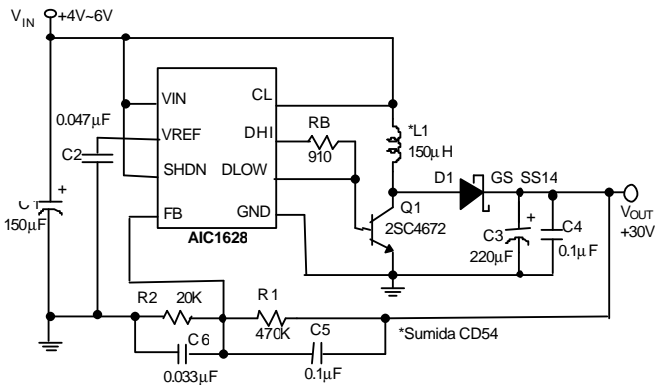 VIN +4V~6V
VIN
CL
0.047μF
VREF
DHI
RB
910
*L1
150μH
C2
SHDN
DLOW
D1
GS SS14
150μF
FB
GND
Q1
2SC4672
VOUT
+30V
AIC1628
C3
220μF
C4
0.1μF
R2
20K
R1
470K
C5
0.1μF
*Sumida CD54
C6
0.033μF